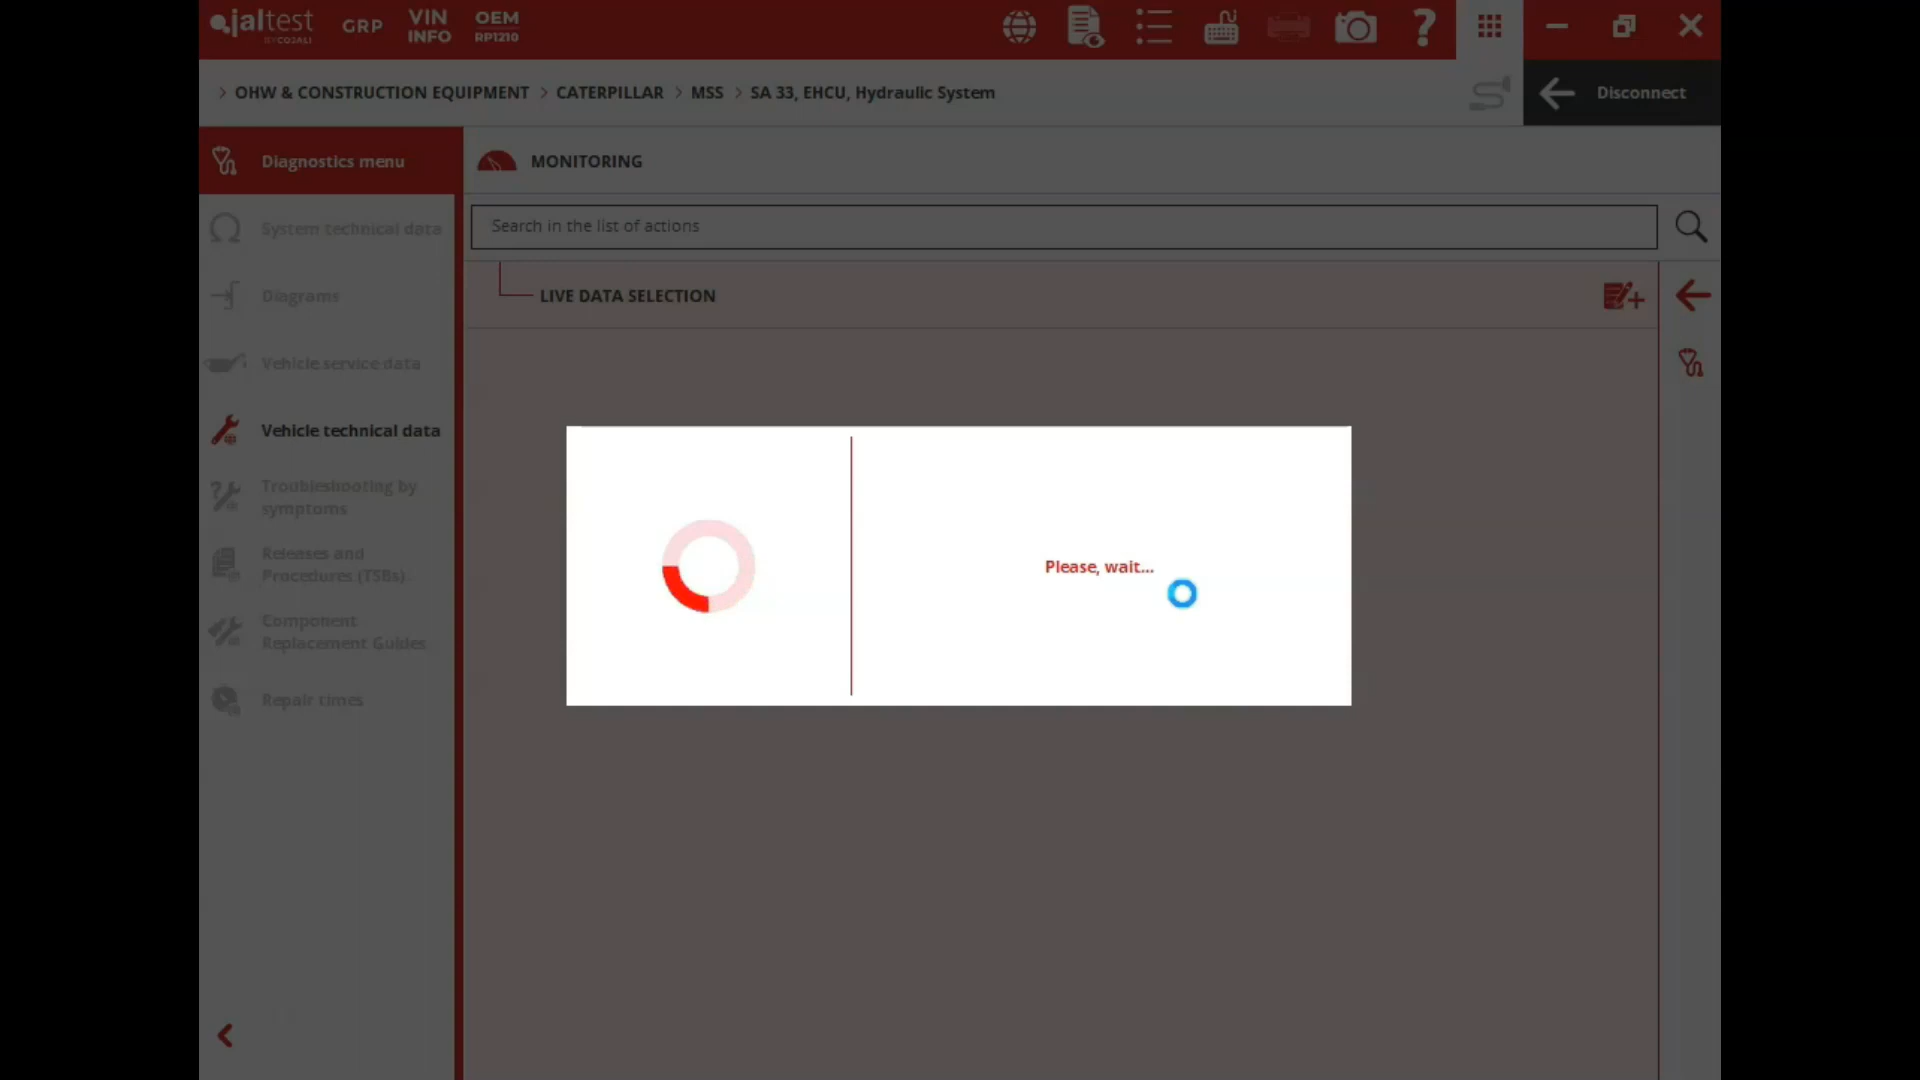 jaltest
BY COJALI
GRP
VIN
INFO
OEM
RP1210
> OHW & CONSTRUCTION EQUIPMENT > CATERPILLAR > MSS > SA 33, EHCU, Hydraulic System
Disconnect
Diagnostics menu
MONITORING
System technical data
Search in the list of actions
Diagrams
LIVE DATA SELECTION
Vehicle service data
Vehicle technical data
Troubleshooting by
symptoms
Releases and
Procedures (TSBs)
Component
Replacement Guides
Repair times
Please, wait...